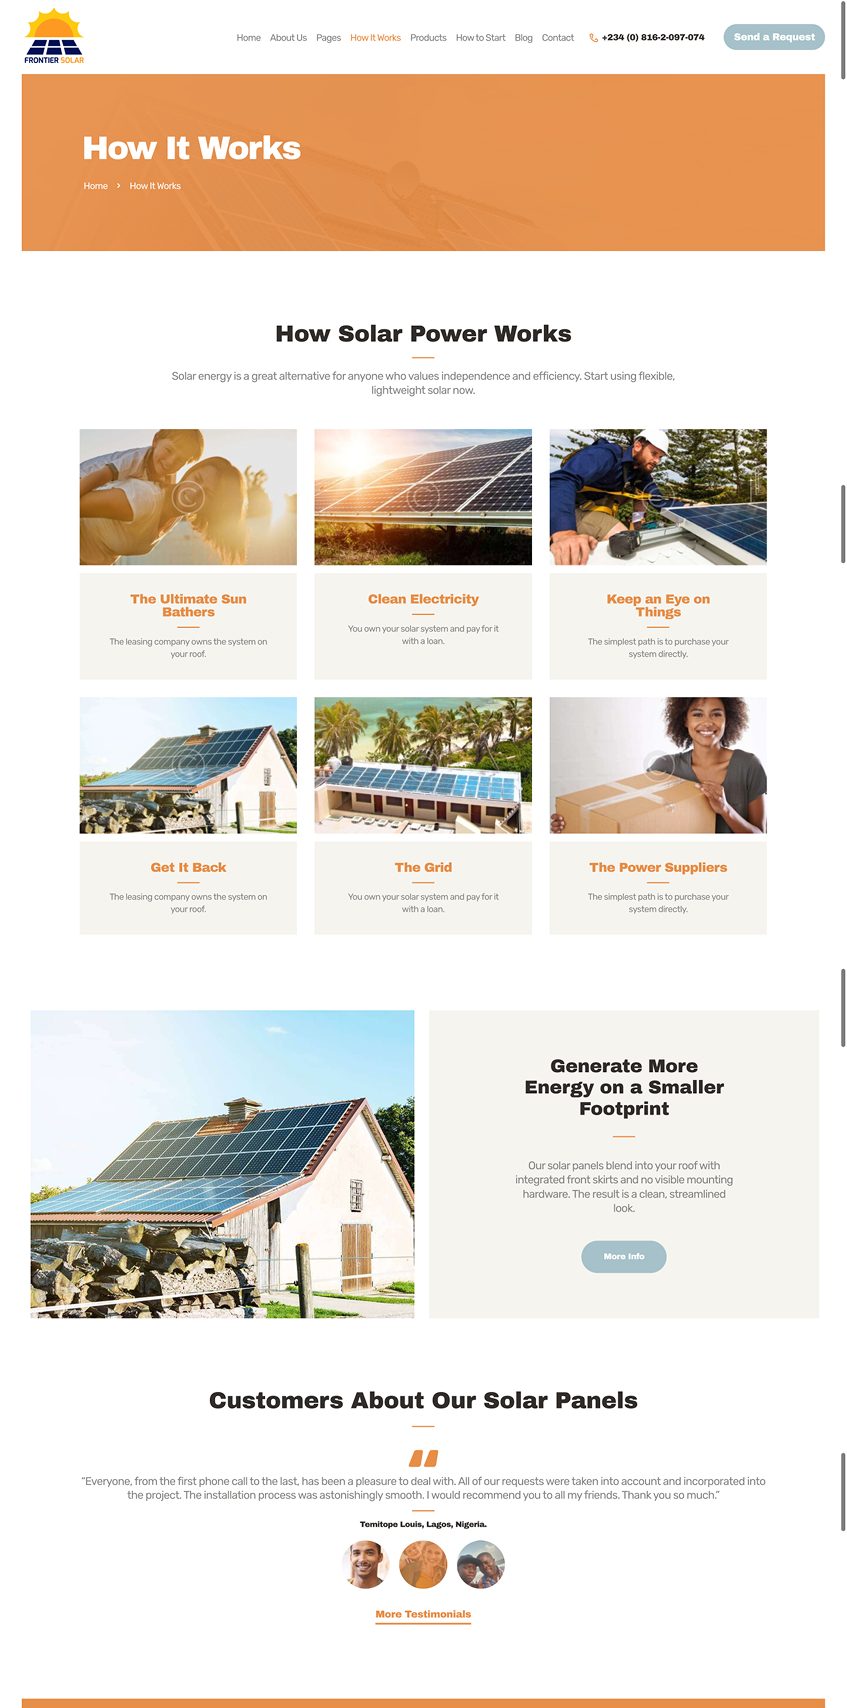 FRONTIER SOLAR
Home About Us Pages How It Works Products How to Start Blog Contact +234 (0) 816-2-097-074 Send a Request
How It Works
Home > How It Works
How Solar Power Works
Solar energy is a great alternative for anyone who values independence and efficiency. Start using flexible,
lightweight solar now.
©
©
©
The Ultimate Sun
Bathers
The leasing company owns the system on
your roof.
Clean Electricity
You own your solar system and pay for it
with a loan.
Keep an Eye on
Things
The simplest path is to purchase your
system directly.
©
©
©
Get It Back
The leasing company owns the system on
your roof.
The Grid
You own your solar system and pay for it
with a loan.
The Power Suppliers
The simplest path is to purchase your
system directly.
Generate More
Energy on a Smaller
Footprint
Our solar panels blend into your roof with
integrated front skirts and no visible mounting
hardware. The result is a clean, streamlined
look.
More Info
Customers About Our Solar Panels
“Everyone, from the first phone call to the last, has been a pleasure to deal with. All of our requests were taken into account and incorporated into
the project. The installation process was astonishingly smooth. I would recommend you to all my friends. Thank you so much.”
Temitope Louis, Lagos, Nigeria.
More Testimonials